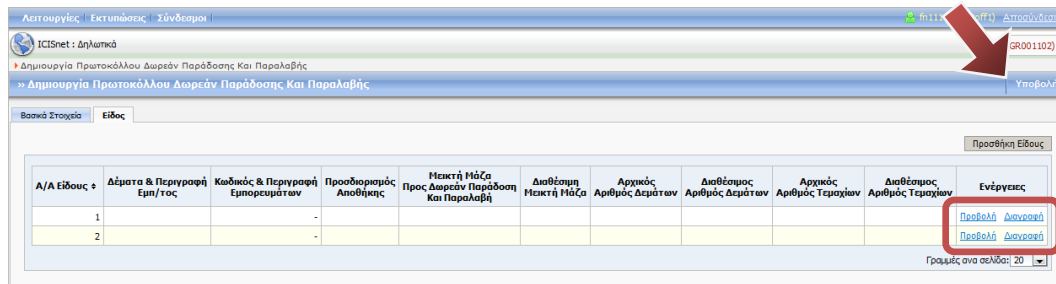 Λειτουργίες Εκτυπώσεις Σύνδεσμοι
Αποσύνδεση
ICISnet : Δηλωτικά
GR001102)
Δημιουργία Πρωτοκόλλου Δωρεάν Παράδοσης Και Παραλαβής
» Δημιουργία Πρωτοκόλλου Δωρεάν Παράδοσης Και Παραλαβής
Υποβολή
Βασικά Στοιχεία Είδος
Προσθήκη Είδους
Α/Α Είδους Δέματα & Περιγραφή Εμπ/τος Κωδικός & Περιγραφή Εμπορευμάτων Προσδιορισμός Αποθήκης Μεικτή Μάζα Προς Δωρεάν Παράδοση Και Παραλαβή Διαθέσιμη Μεικτή Μάζα Αρχικός Αριθμός Δεμάτων Διαθέσιμος Αριθμός Δεμάτων Αρχικός Αριθμός Τεμαχίων Διαθέσιμος Αριθμός Τεμαχίων Ενέργειες
1 - Προβολή Διαγραφή
2 - Προβολή Διαγραφή
Γραμμές ανα σελίδα: 20